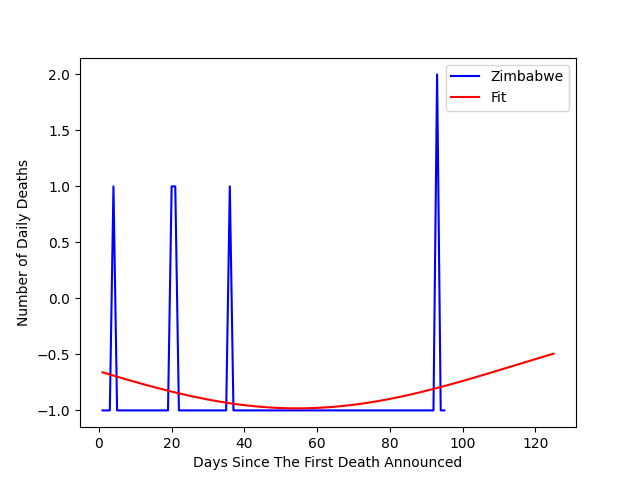 Zimbabwe
Fit
2.0
1.5
1.0
0.5
0.0
−0.5
−1.0
Number of Daily Deaths
0 20 40 60 80 100 120
Days Since The First Death Announced